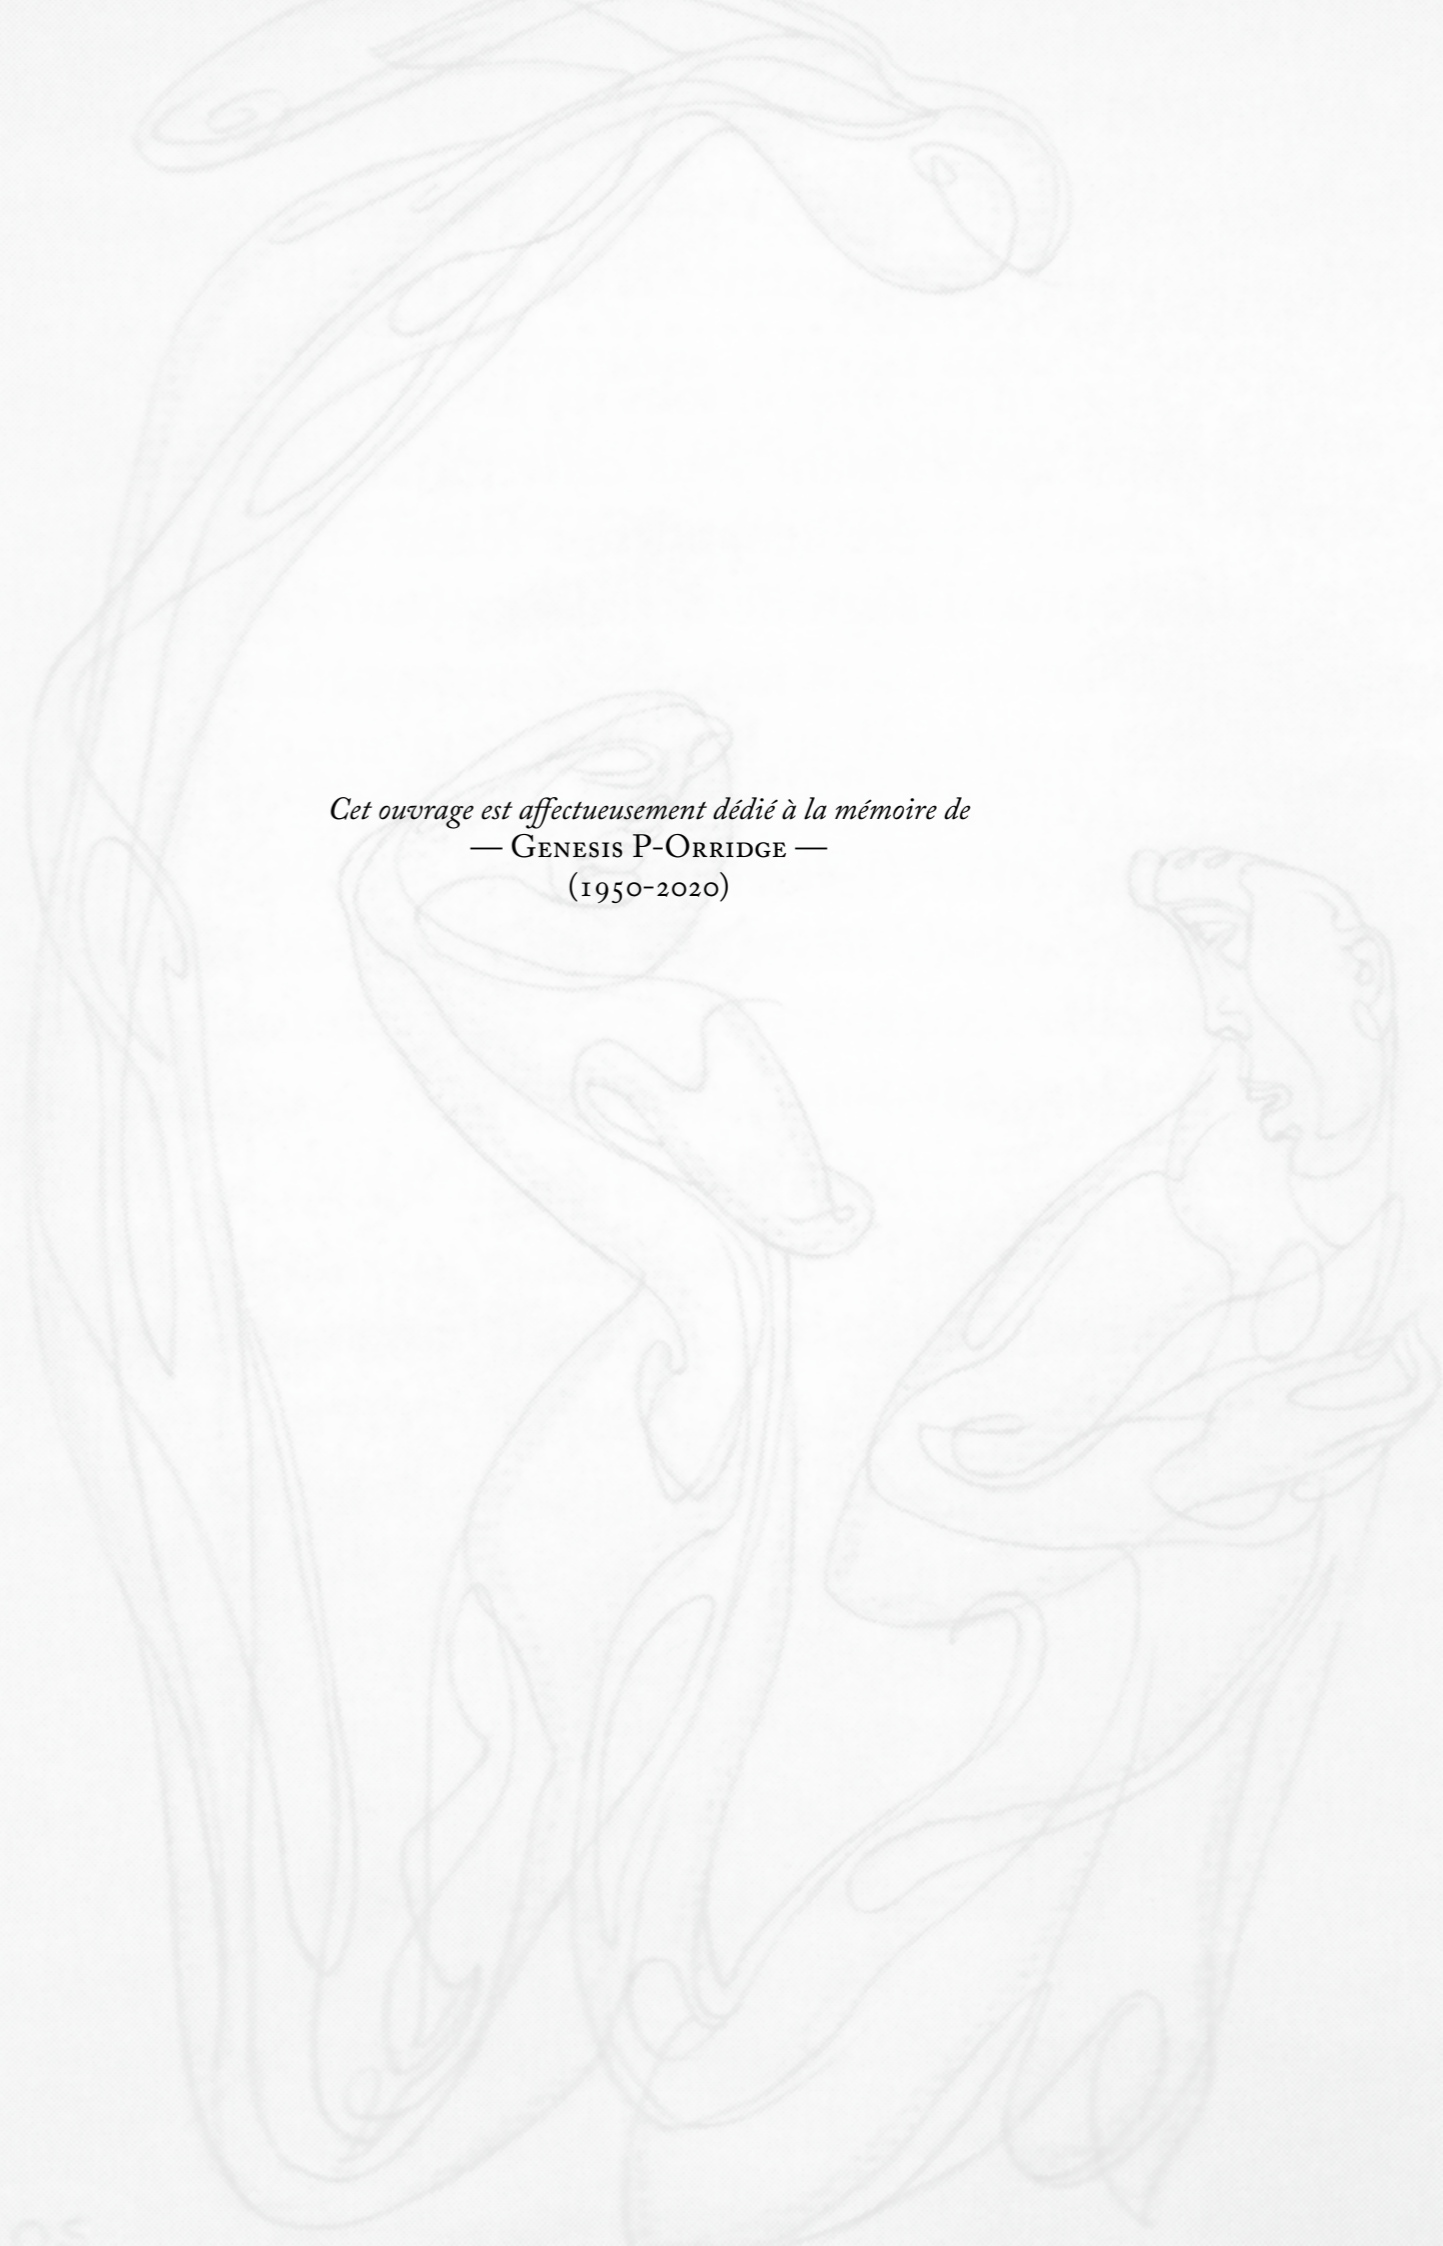 Cet ouvrage est affectueusement dédié à la mémoire de
— Genesis P-Orridge —
(1950-2020)